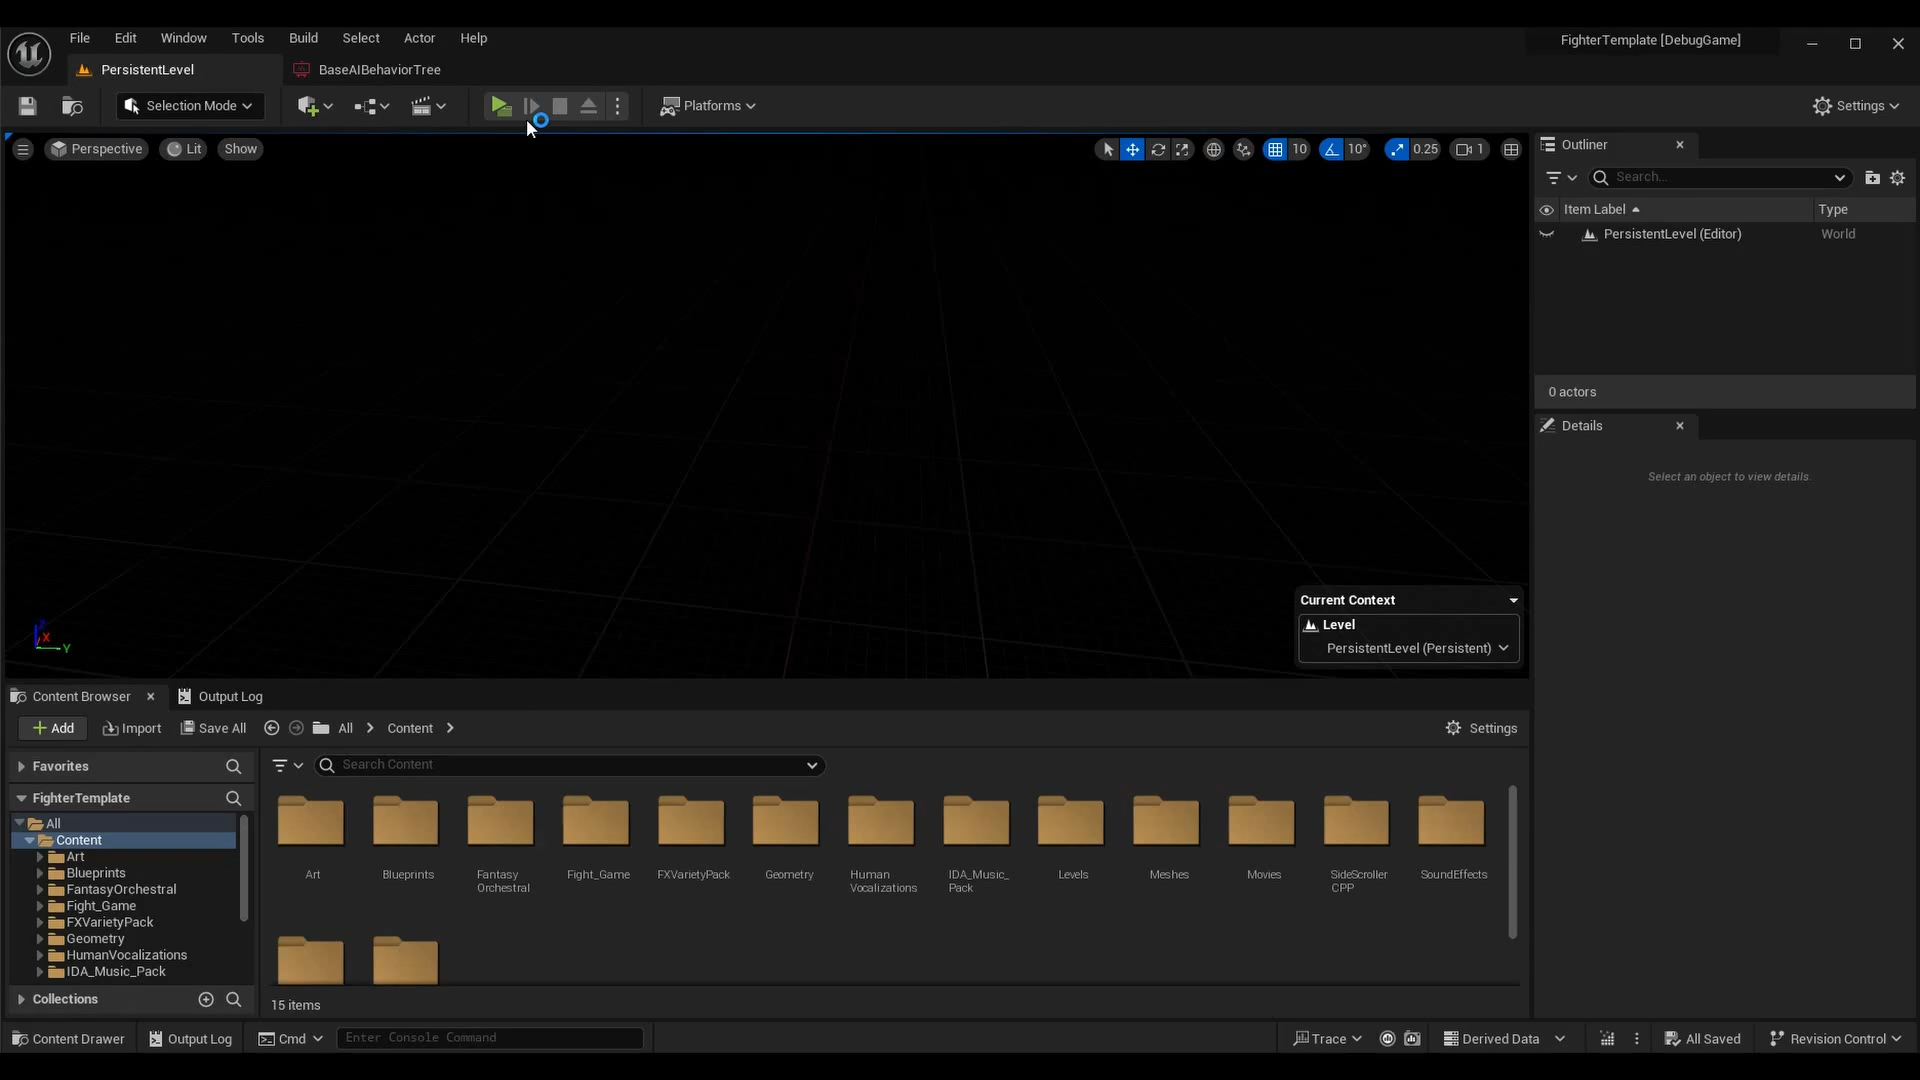 File Edit Window Tools Build Select Actor Help
FighterTemplate [DebugGame]
PersistentLevel
BaseAIBehaviorTree
Selection Mode
Platforms
Settings
Perspective
Lit
Show
10
10°
0.25
1
Outliner
Search...
Item Label
Type
PersistentLevel (Editor)
World
0 actors
Details
Select an object to view details.
Z
X
Y
Current Context
Level
PersistentLevel (Persistent)
Content Browser
Output Log
Add
Import
Save All
All
Content
Settings
Favorites
Search Content
FighterTemplate
All
Content
Art
Blueprints
FantasyOrchestral
Fight_Game
FXVarietyPack
Geometry
HumanVocalizations
IDA_Music_Pack
Collections
Art
Blueprints
Fantasy
Orchestral
Fight_Game
FXVarietyPack
Geometry
Human
Vocalizations
IDA_Music_
Pack
Levels
Meshes
Movies
SideScroller
CPP
SoundEffects
15 items
Content Drawer
Output Log
Cmd
Enter Console Command
Trace
Derived Data
All Saved
Revision Control